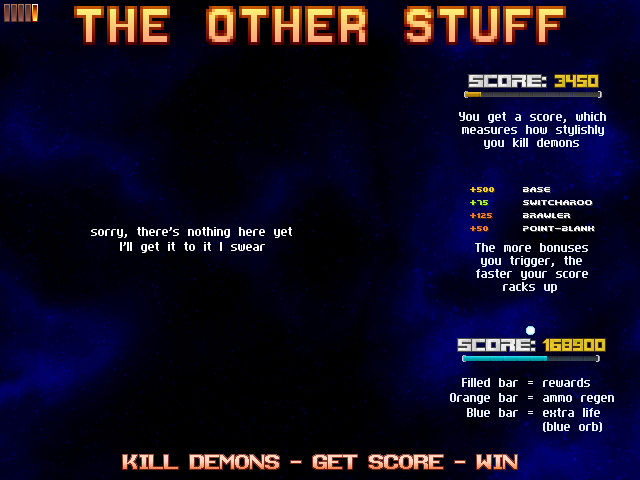 THE OTHER STUFF
SCORE: 3450
You get a score, which
measures how stylishly
you kill demons
+500 BASE
+75 SWITCHAROO
+125 BRAWLER
+50 POINT-BLANK
The more bonuses
you trigger, the
faster your score
racks up
sorry, there's nothing here yet
I'll get it to it I swear
SCORE: 168900
Filled bar = rewards
Orange bar = ammo regen
Blue bar = extra life
(blue orb)
KILL DEMONS - GET SCORE - WIN